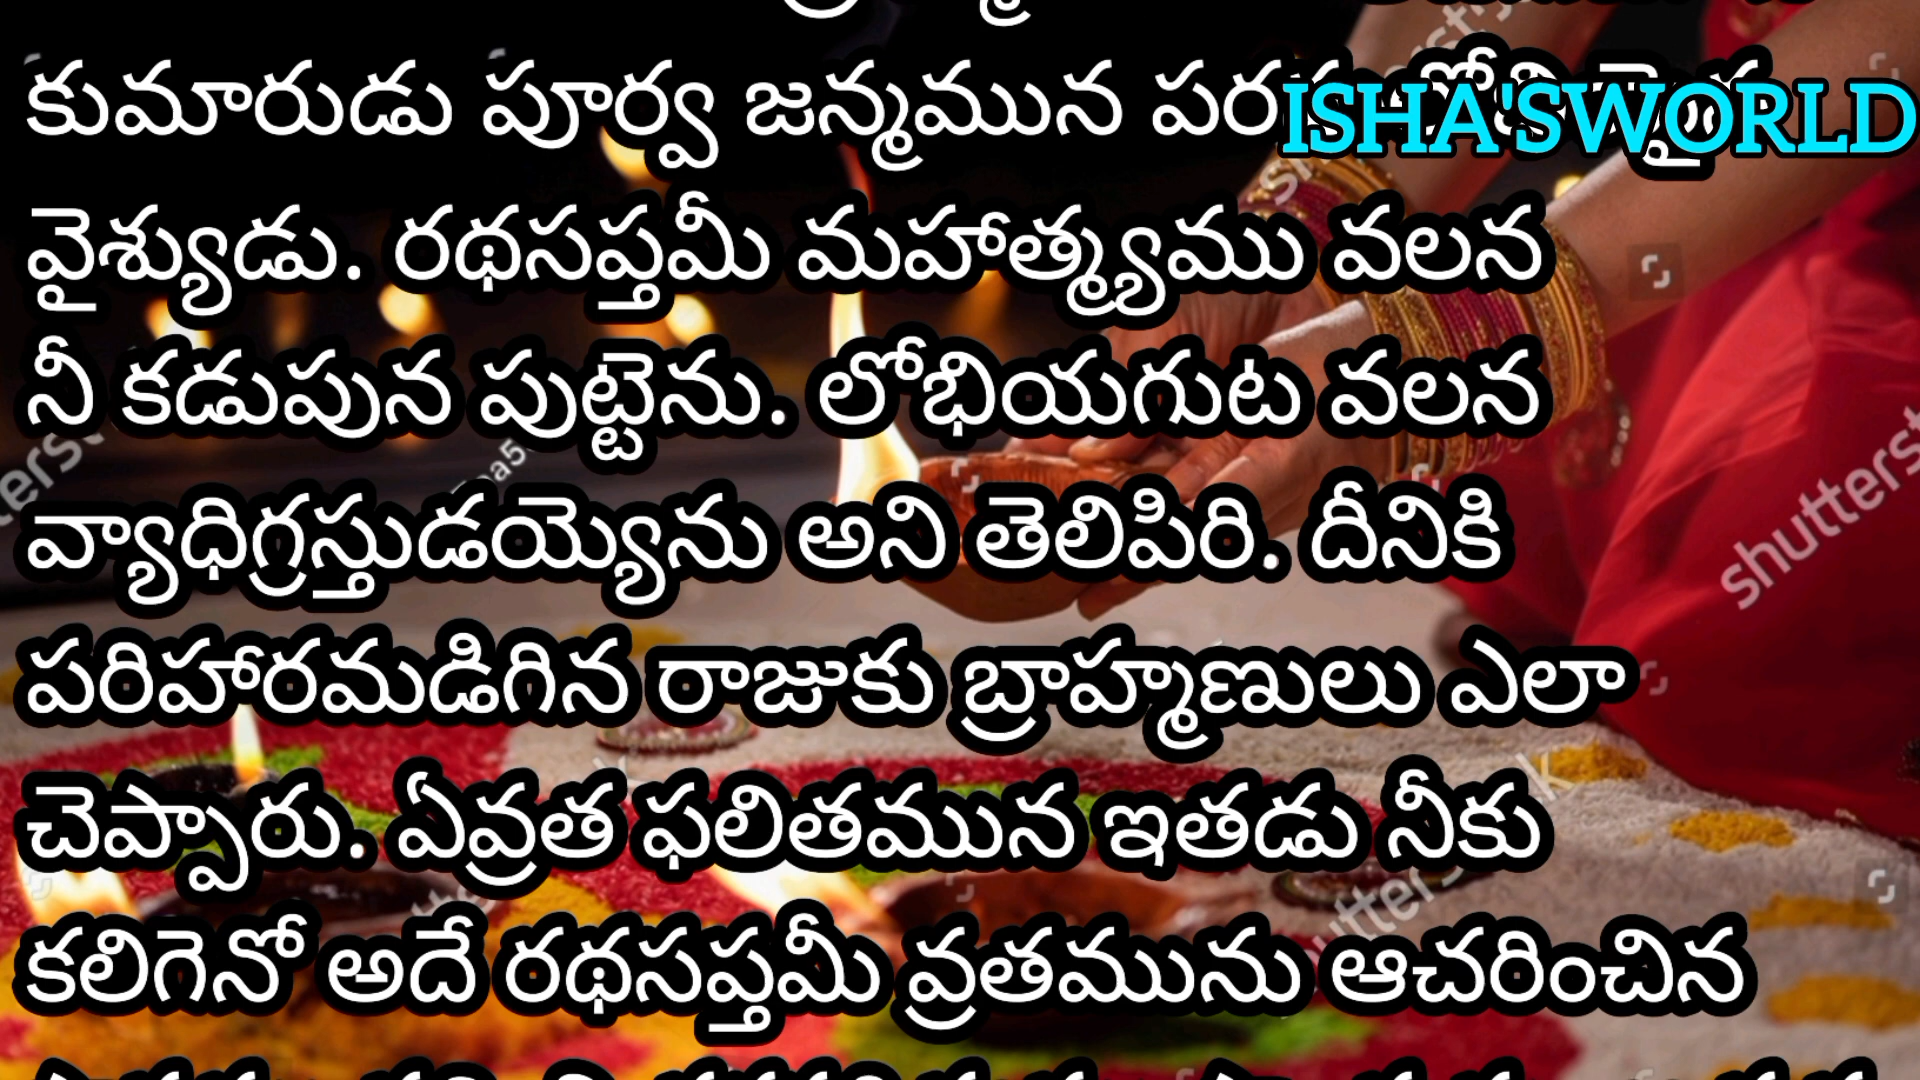 కుమారుడు పూర్వ జన్మమున
ISHA'SWORLD
వైశ్యుడు. రథసప్తమీ మహాత్మ్యము వలన
నీ కడుపున పుట్టెను. లోభియగుట వలన
వ్యాధిగ్రస్తుడయ్యెను అని తెలిపిరి. దీనికి
పరిహారమడిగిన రాజుకు బ్రాహ్మణులు ఎలా
చెప్పారు. ఏవ్రత ఫలితమున ఇతడు నీకు
కలిగెనో అదే రథసప్తమీ వ్రతమును ఆచరించిన